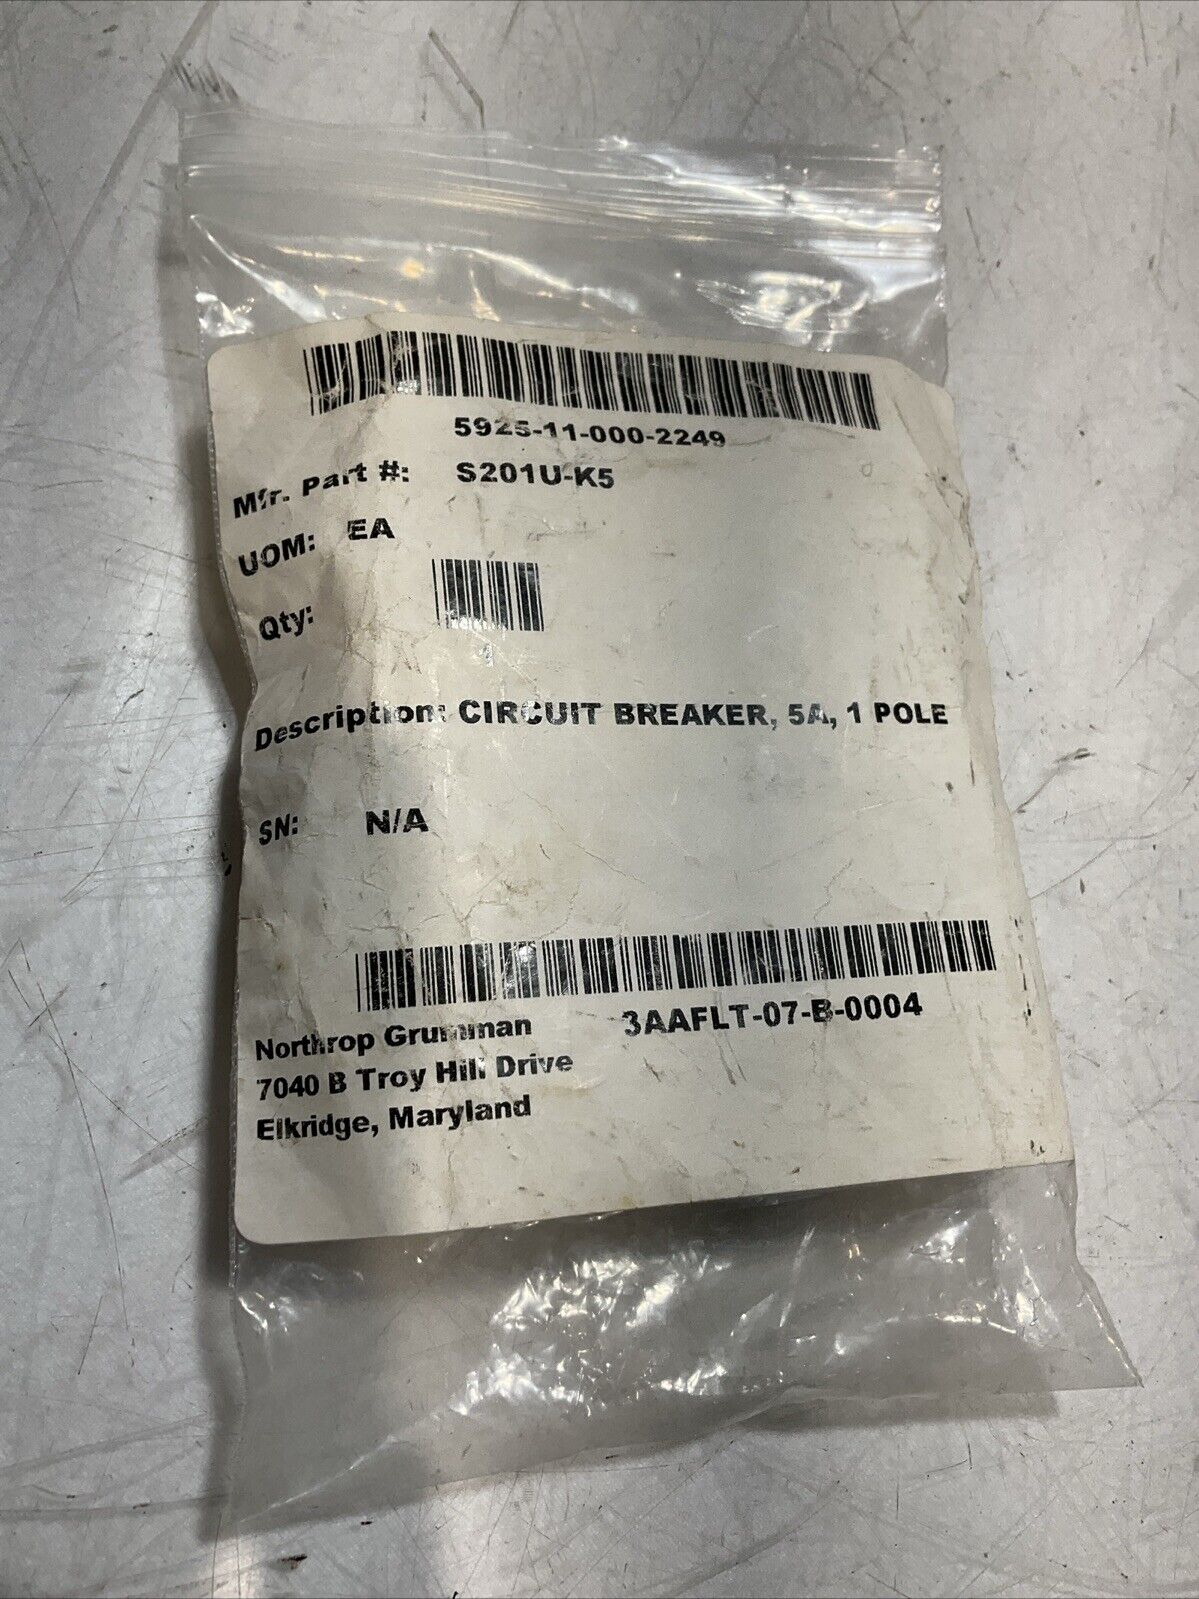 5925-11-000-2249
Mfr. Part #: S201U-K5
UOM: EA
Qty:
1
Description: CIRCUIT BREAKER, 5A, 1 POLE
SN: N/A
3AAFLT-07-B-0004
Northrop Grumman
7040 B Troy Hill Drive
Elkridge, Maryland